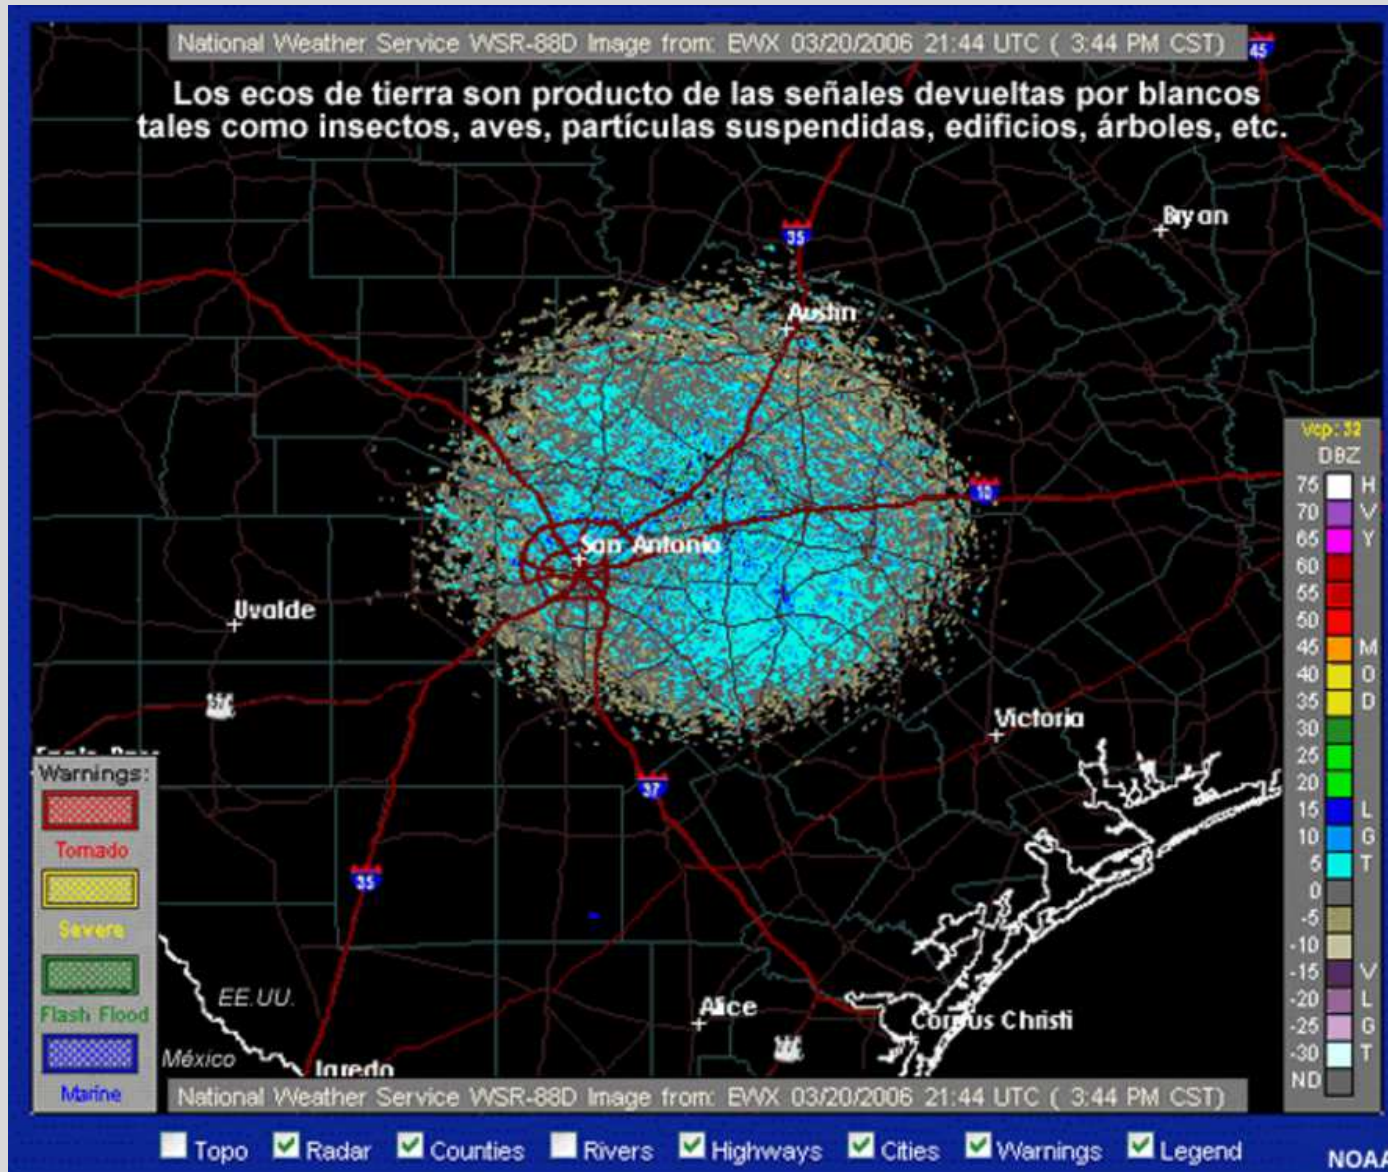 National Weather Service WSR-88D Image from: EWX 03/20/2006 21:44 UTC ( 3:44 PM CST)
45
Los ecos de tierra son producto de las señales devueltas por blancos
tales como insectos, aves, partículas suspendidas, edificios, árboles, etc.
Bryan
35
Austin
Vcp: 32
DBZ
75 H
70 V
65 Y
60
55
50
45 M
40 O
35 D
30
25
20
15 L
10 G
5 T
0
-5
-10
-15 V
-20 L
-25 G
-30 T
ND
10
San Antonio
Uvalde
Victoria
37
Warnings:
Tornado
Severe
Flash Flood
Marine
35
EE.UU.
México
Alice
Corpus Christi
Laredo
National Weather Service WSR-88D Image from: EWX 03/20/2006 21:44 UTC ( 3:44 PM CST)
Topo Radar Counties Rivers Highways Cities Warnings Legend
NOAA